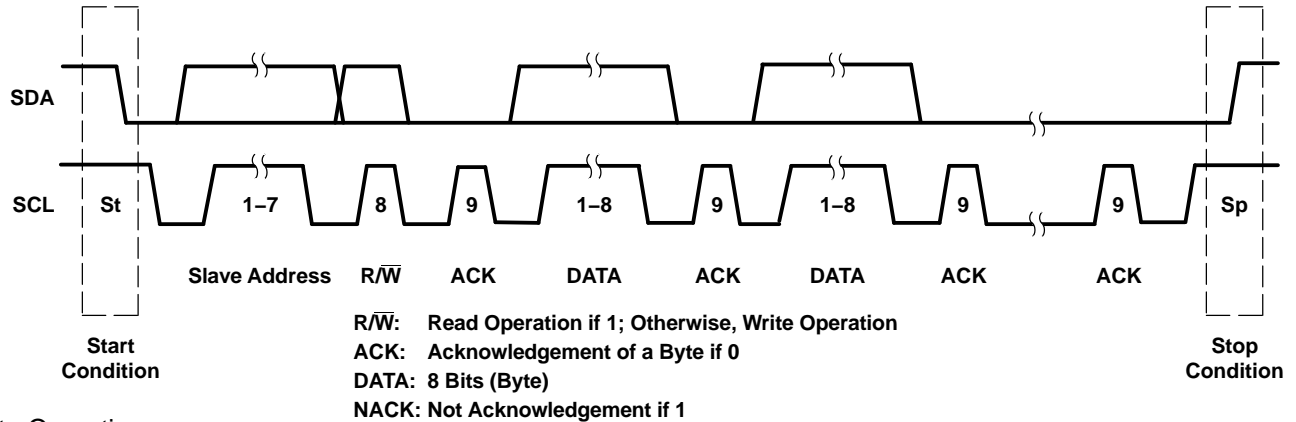 SDA
SCL St 1–7 8 9 1–8 9 1–8 9 9 Sp
Slave Address R/W̅ ACK DATA ACK DATA ACK ACK
R/W̅: Read Operation if 1; Otherwise, Write Operation
ACK: Acknowledgement of a Byte if 0
DATA: 8 Bits (Byte)
NACK: Not Acknowledgement if 1
Start
Condition
Stop
Condition